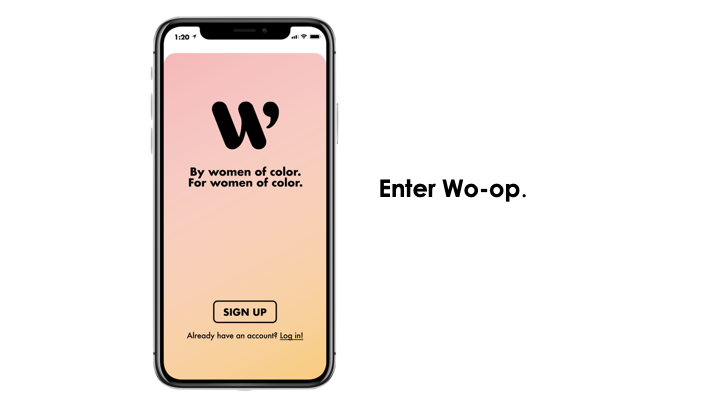 1:20
W'
By women of color.
For women of color.
SIGN UP
Already have an account? Log in!
Enter Wo-op.